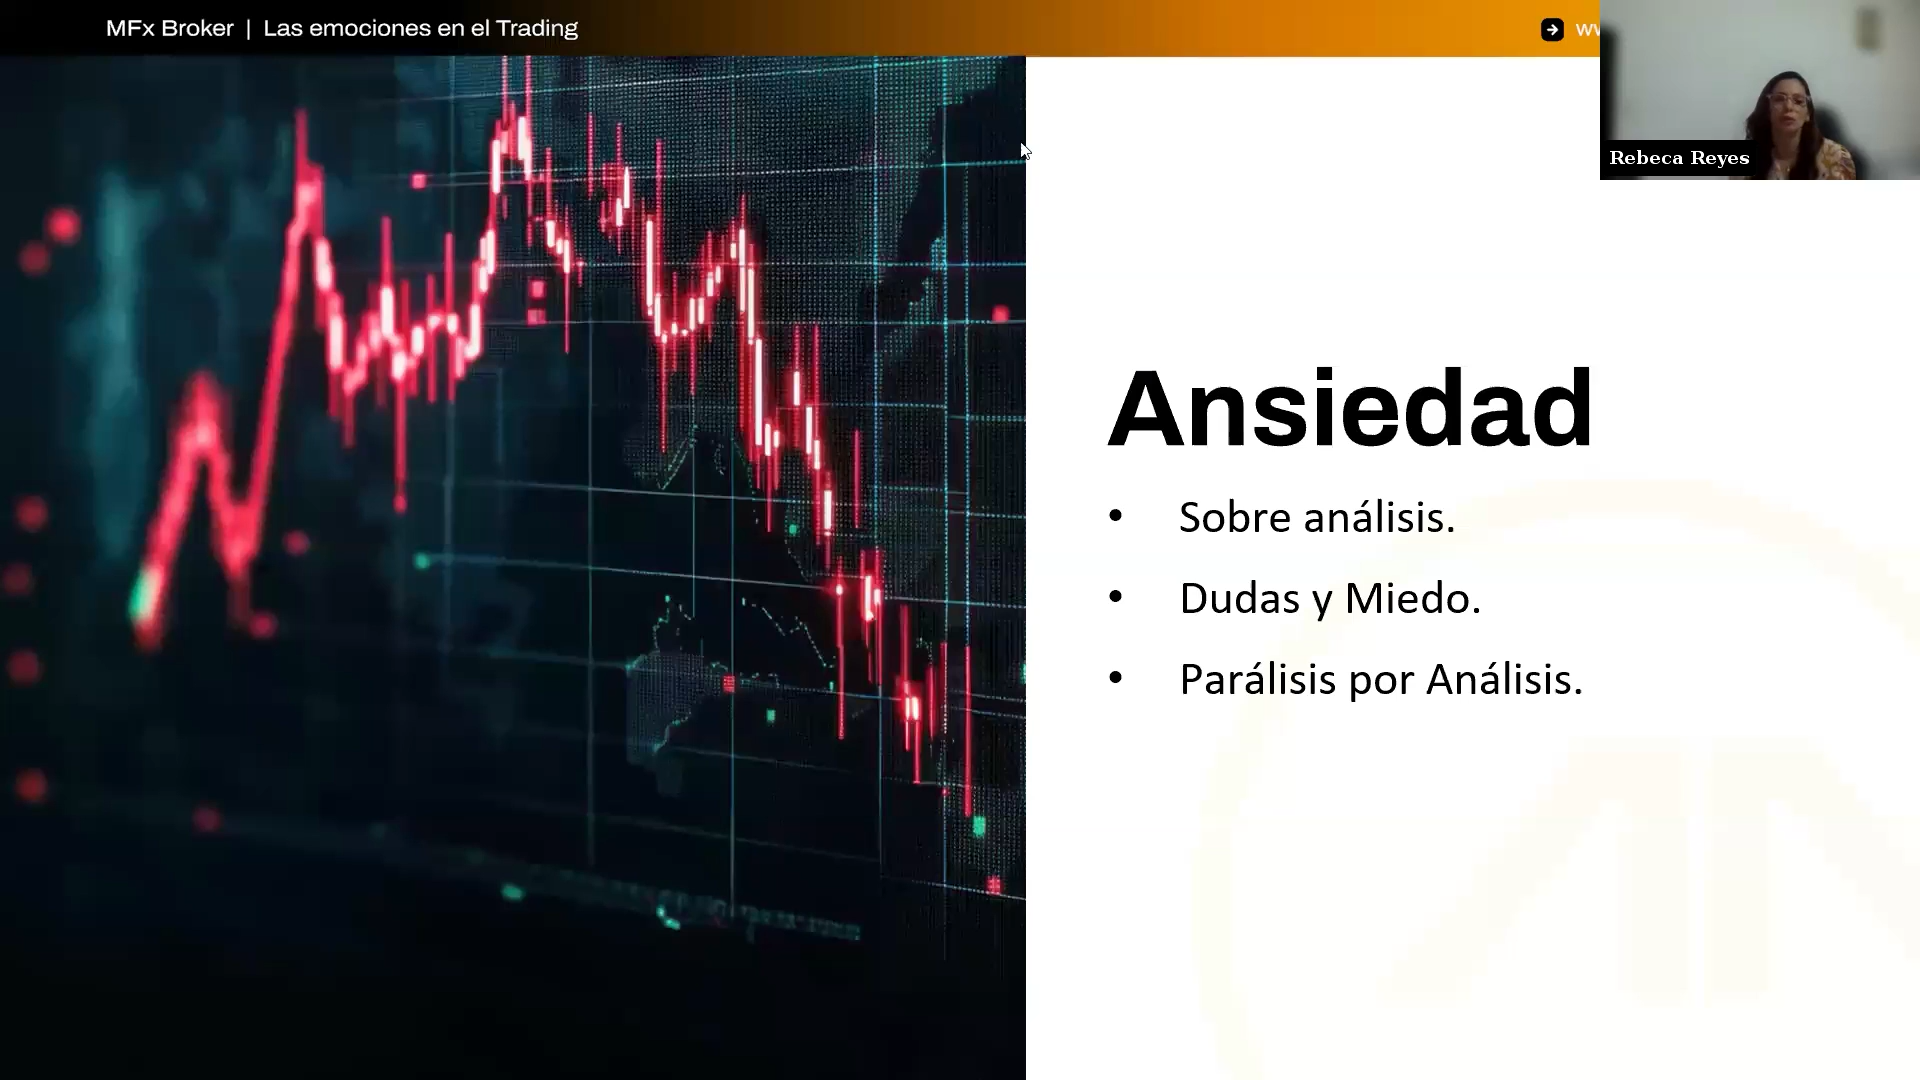 MFx Broker | Las emociones en el Trading
Rebeca Reyes
Ansiedad
• Sobre análisis.
• Dudas y Miedo.
• Parálisis por Análisis.